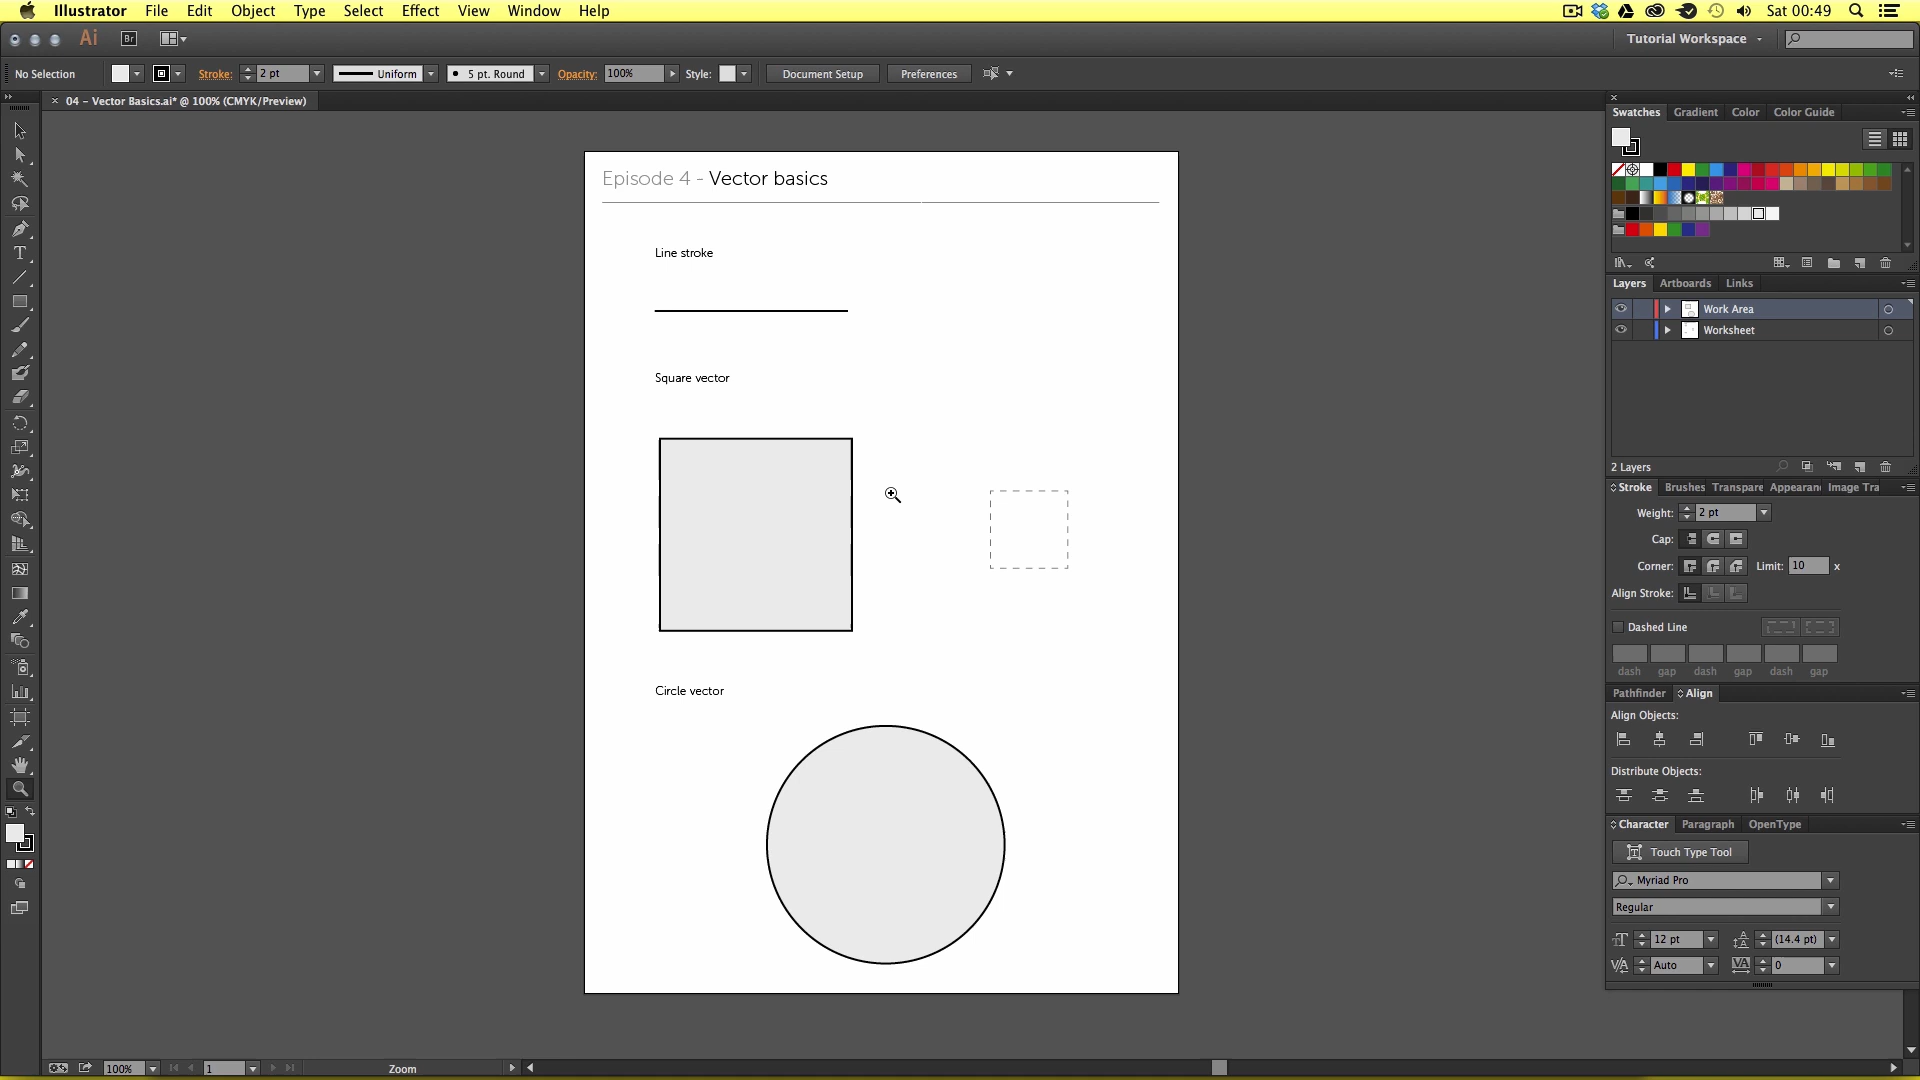 Illustrator File Edit Object Type Select Effect View Window Help Sat 00:49
Ai Br Tutorial Workspace
No Selection Stroke: 2 pt Uniform 5 pt. Round Opacity: 100% Style: Document Setup Preferences
04 - Vector Basics.ai* @ 100% (CMYK/Preview)
Episode 4 - Vector basics
Line stroke
Square vector
Circle vector
Swatches Gradient Color Color Guide
Layers Artboards Links
Work Area
Worksheet
2 Layers
Stroke Brushes Transpare Appearan Image Tra
Weight: 2 pt
Cap:
Corner: Limit: 10 x
Align Stroke:
Dashed Line
dash gap dash gap dash gap
Pathfinder Align
Align Objects:
Distribute Objects:
Character Paragraph OpenType
Touch Type Tool
Myriad Pro
Regular
12 pt (14.4 pt)
Auto 0
100% 1 Zoom